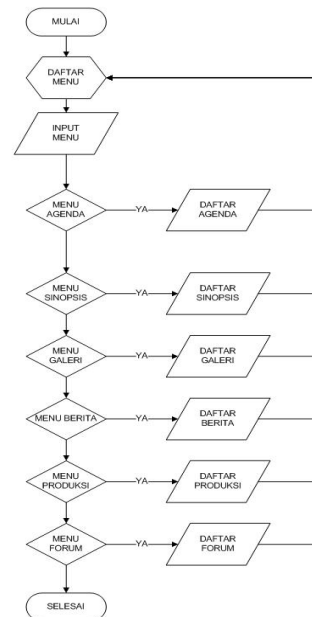 MULAI
DAFTAR
MENU
INPUT
MENU
MENU
AGENDA
YA
DAFTAR
AGENDA
MENU
SINOPSIS
YA
DAFTAR
SINOPSIS
MENU
GALERI
YA
DAFTAR
GALERI
MENU BERITA
YA
DAFTAR
BERITA
MENU
PRODUKSI
YA
DAFTAR
PRODUKSI
MENU
FORUM
YA
DAFTAR
FORUM
SELESAI